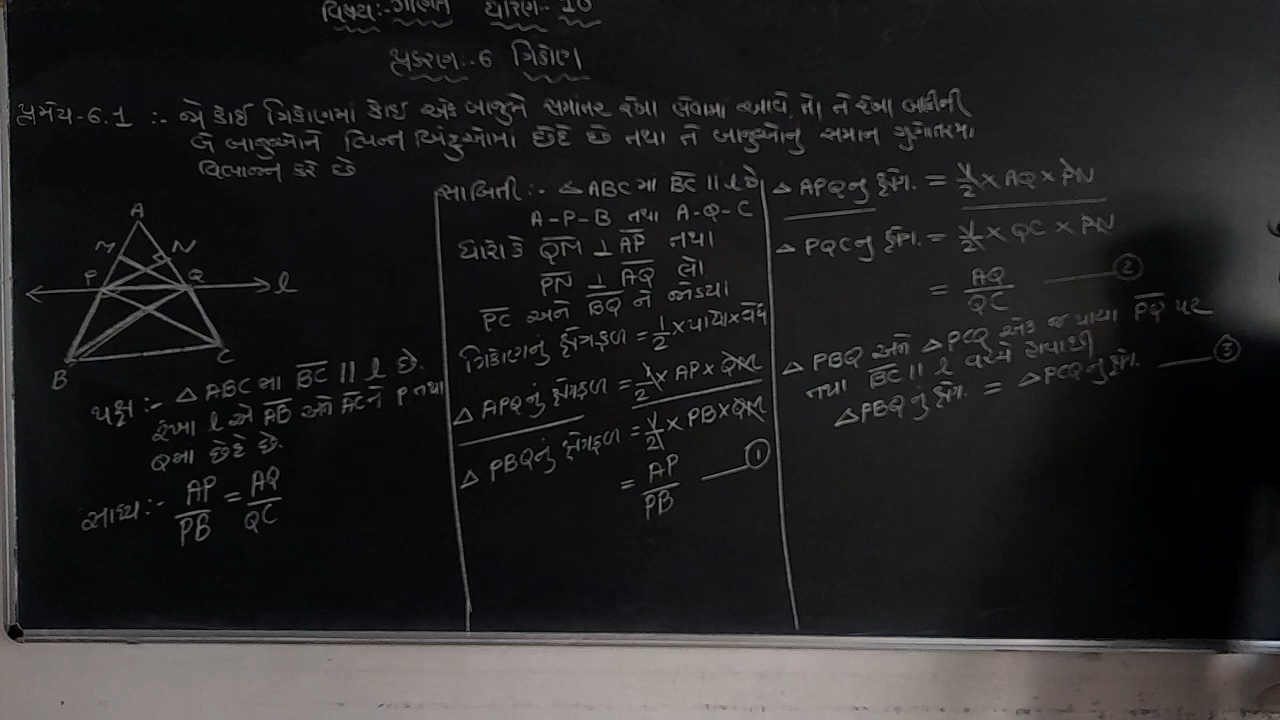 વિષય:- ગણિત ધોરણ- 10
પ્રકરણ:-6 ત્રિકોણ
પ્રમેય-6.1 :- જો કોઈ ત્રિકોણમાં કોઈ એક બાજુને સમાંતર રેખા લેવામાં આવે, તો તે રેખા બાકીની
બે બાજુઓને ભિન્ન બિંદુઓમાં છેદે છે તથા તે બાજુઓનું સમાન ગુણોત્તરમાં
વિભાજન કરે છે
A
M N
P Q l
B C
પક્ષ :- △ ABC માં BC || l છે.
રેખા l એ AB અને AC ને P તથા
Q માં છેદે છે.
સાધ્ય:- AP/PB = AQ/QC
સાબિતી :- △ABC માં BC || l છે
A-P-B તથા A-Q-C
ધારો કે QM ⊥ AP તથા
PN ⊥ AQ લો
PC અને BQ ને જોડયા
ત્રિકોણનું ક્ષેત્રફળ = 1/2 × પાયો × વેધ
△ APQ નું ક્ષેત્રફળ = 1/2 × AP × QM
△ PBQ નું ક્ષેત્રફળ = 1/2 × PB × QM
= AP/PB ①
△ APQ નું ક્ષેત્ર. = 1/2 × AQ × PN
△ PQC નું ક્ષેત્ર. = 1/2 × QC × PN
= AQ/QC ②
△ PBQ અને △ PCQ એક જ પાયા PQ પર
તથા BC || l વચ્ચે હોવાથી
△ PBQ નું ક્ષેત્ર. = △ PCQ નું ક્ષેત્ર. ③